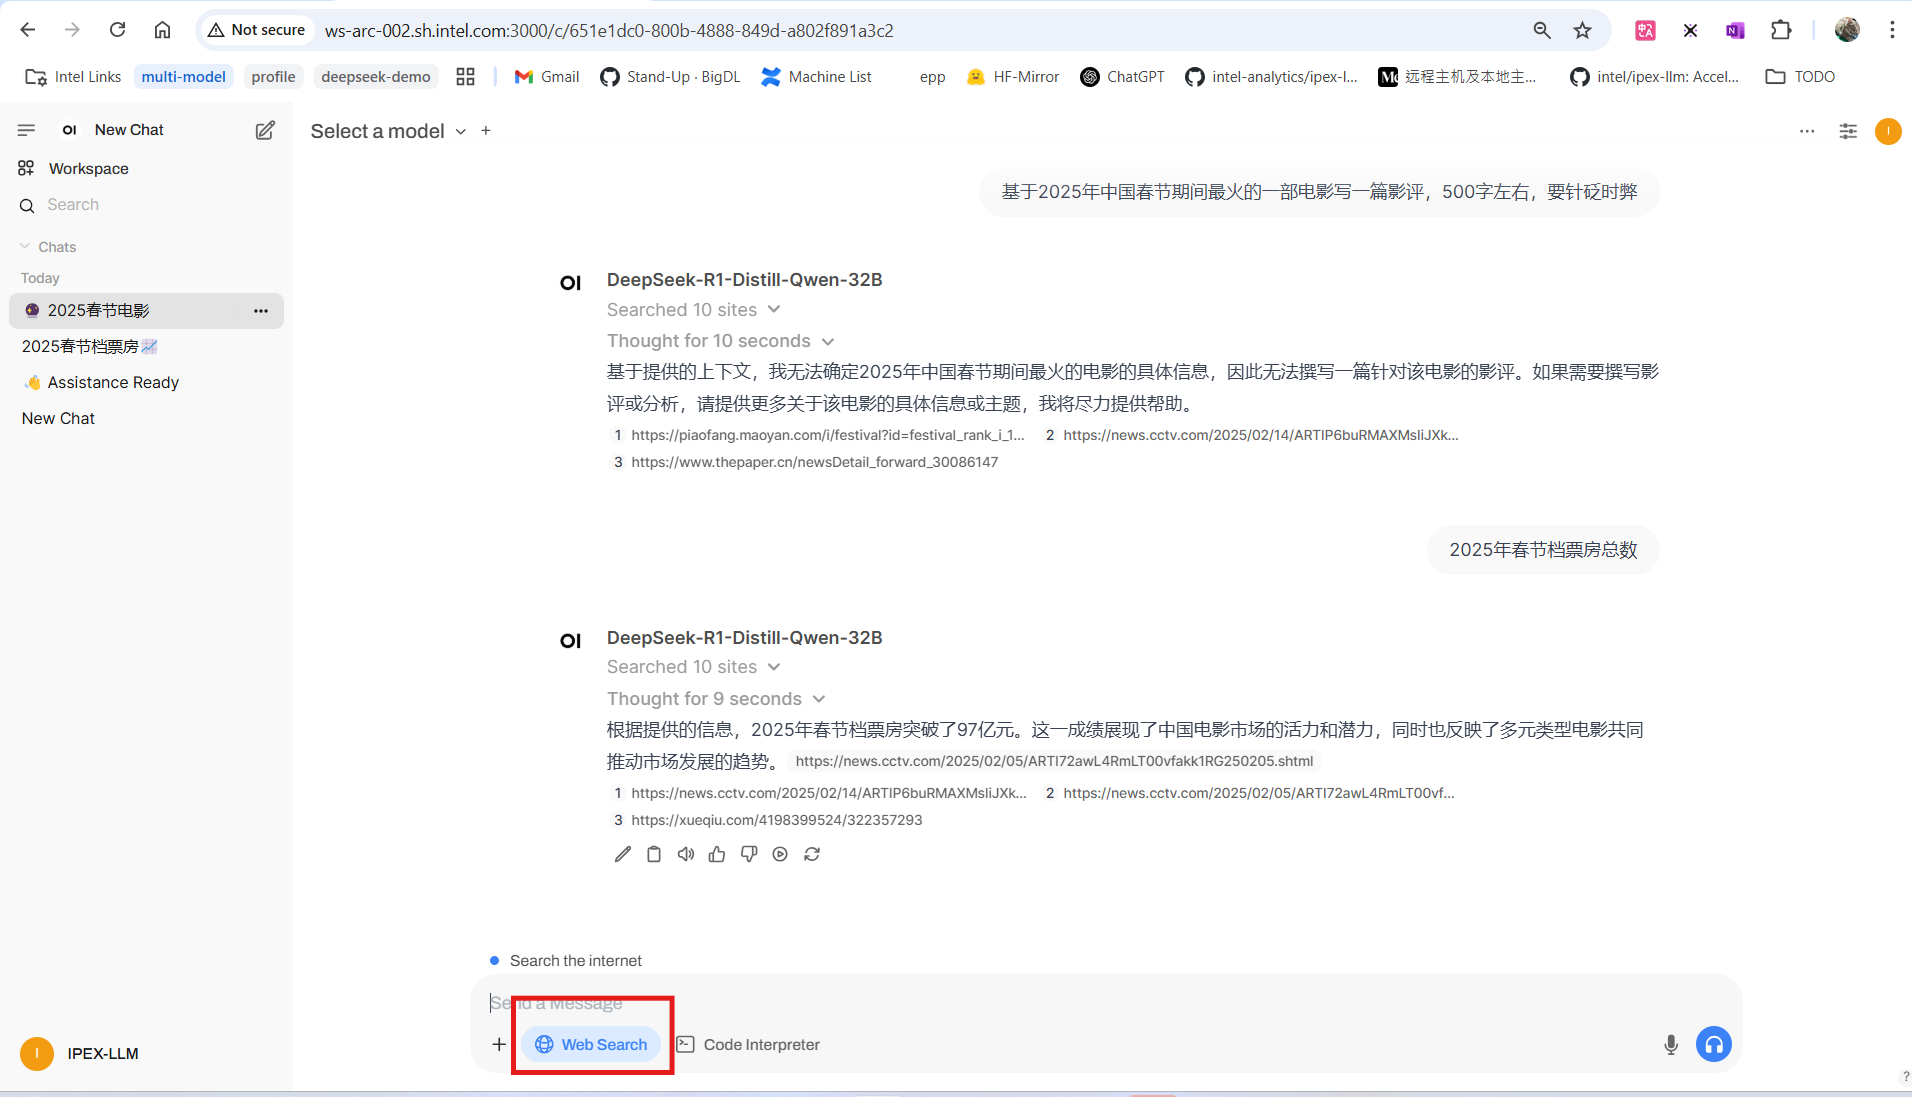 Not secure
ws-arc-002.sh.intel.com:3000/c/651e1dc0-800b-4888-849d-a802f891a3c2
Intel Links
multi-model
profile
deepseek-demo
Gmail
Stand-Up · BigDL
Machine List
epp
HF-Mirror
ChatGPT
intel-analytics/ipex-l...
远程主机及本地主...
intel/ipex-llm: Accel...
TODO
OI New Chat
Select a model
Workspace
Search
Chats
Today
2025春节电影
2025春节档票房
Assistance Ready
New Chat
基于2025年中国春节期间最火的一部电影写一篇影评，500字左右，要针砭时弊
OI DeepSeek-R1-Distill-Qwen-32B
Searched 10 sites
Thought for 10 seconds
基于提供的上下文，我无法确定2025年中国春节期间最火的电影的具体信息，因此无法撰写一篇针对该电影的影评。如果需要撰写影
评或分析，请提供更多关于该电影的具体信息或主题，我将尽力提供帮助。
1 https://piaofang.maoyan.com/i/festival?id=festival_rank_i_1... 2 https://news.cctv.com/2025/02/14/ARTIP6buRMAXMsliJXk...
3 https://www.thepaper.cn/newsDetail_forward_30086147
2025年春节档票房总数
OI DeepSeek-R1-Distill-Qwen-32B
Searched 10 sites
Thought for 9 seconds
根据提供的信息，2025年春节档票房突破了97亿元。这一成绩展现了中国电影市场的活力和潜力，同时也反映了多元类型电影共同
推动市场发展的趋势。 https://news.cctv.com/2025/02/05/ARTI72awL4RmLT00vfakk1RG250205.shtml
1 https://news.cctv.com/2025/02/14/ARTIP6buRMAXMsliJXk... 2 https://news.cctv.com/2025/02/05/ARTI72awL4RmLT00vf...
3 https://xueqiu.com/4198399524/322357293
Search the internet
Send a Message
Web Search
Code Interpreter
I IPEX-LLM